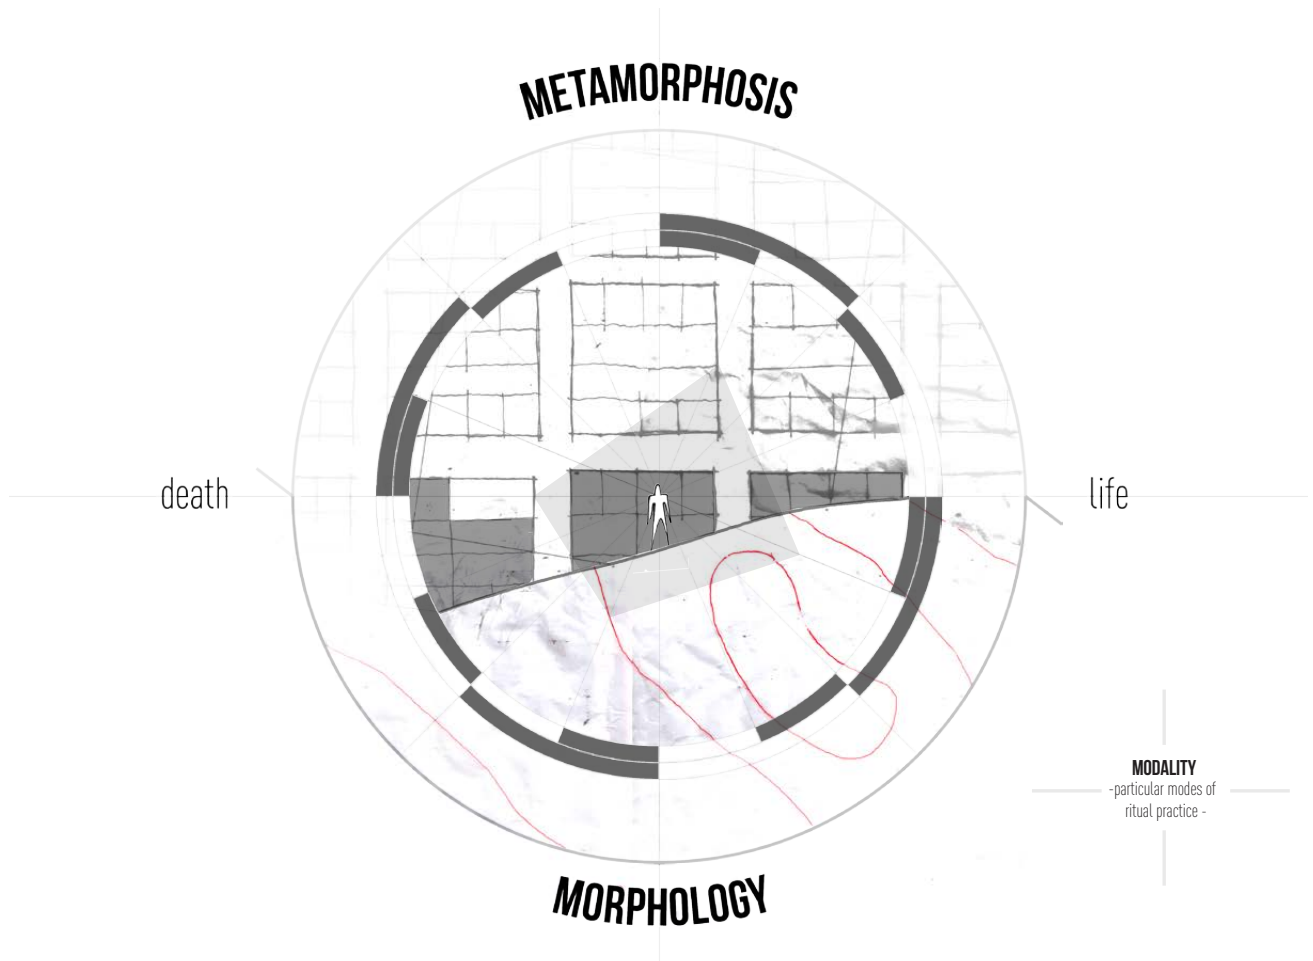 METAMORPHOSIS
death
life
MODALITY
-particular modes of
ritual practice -
MORPHOLOGY